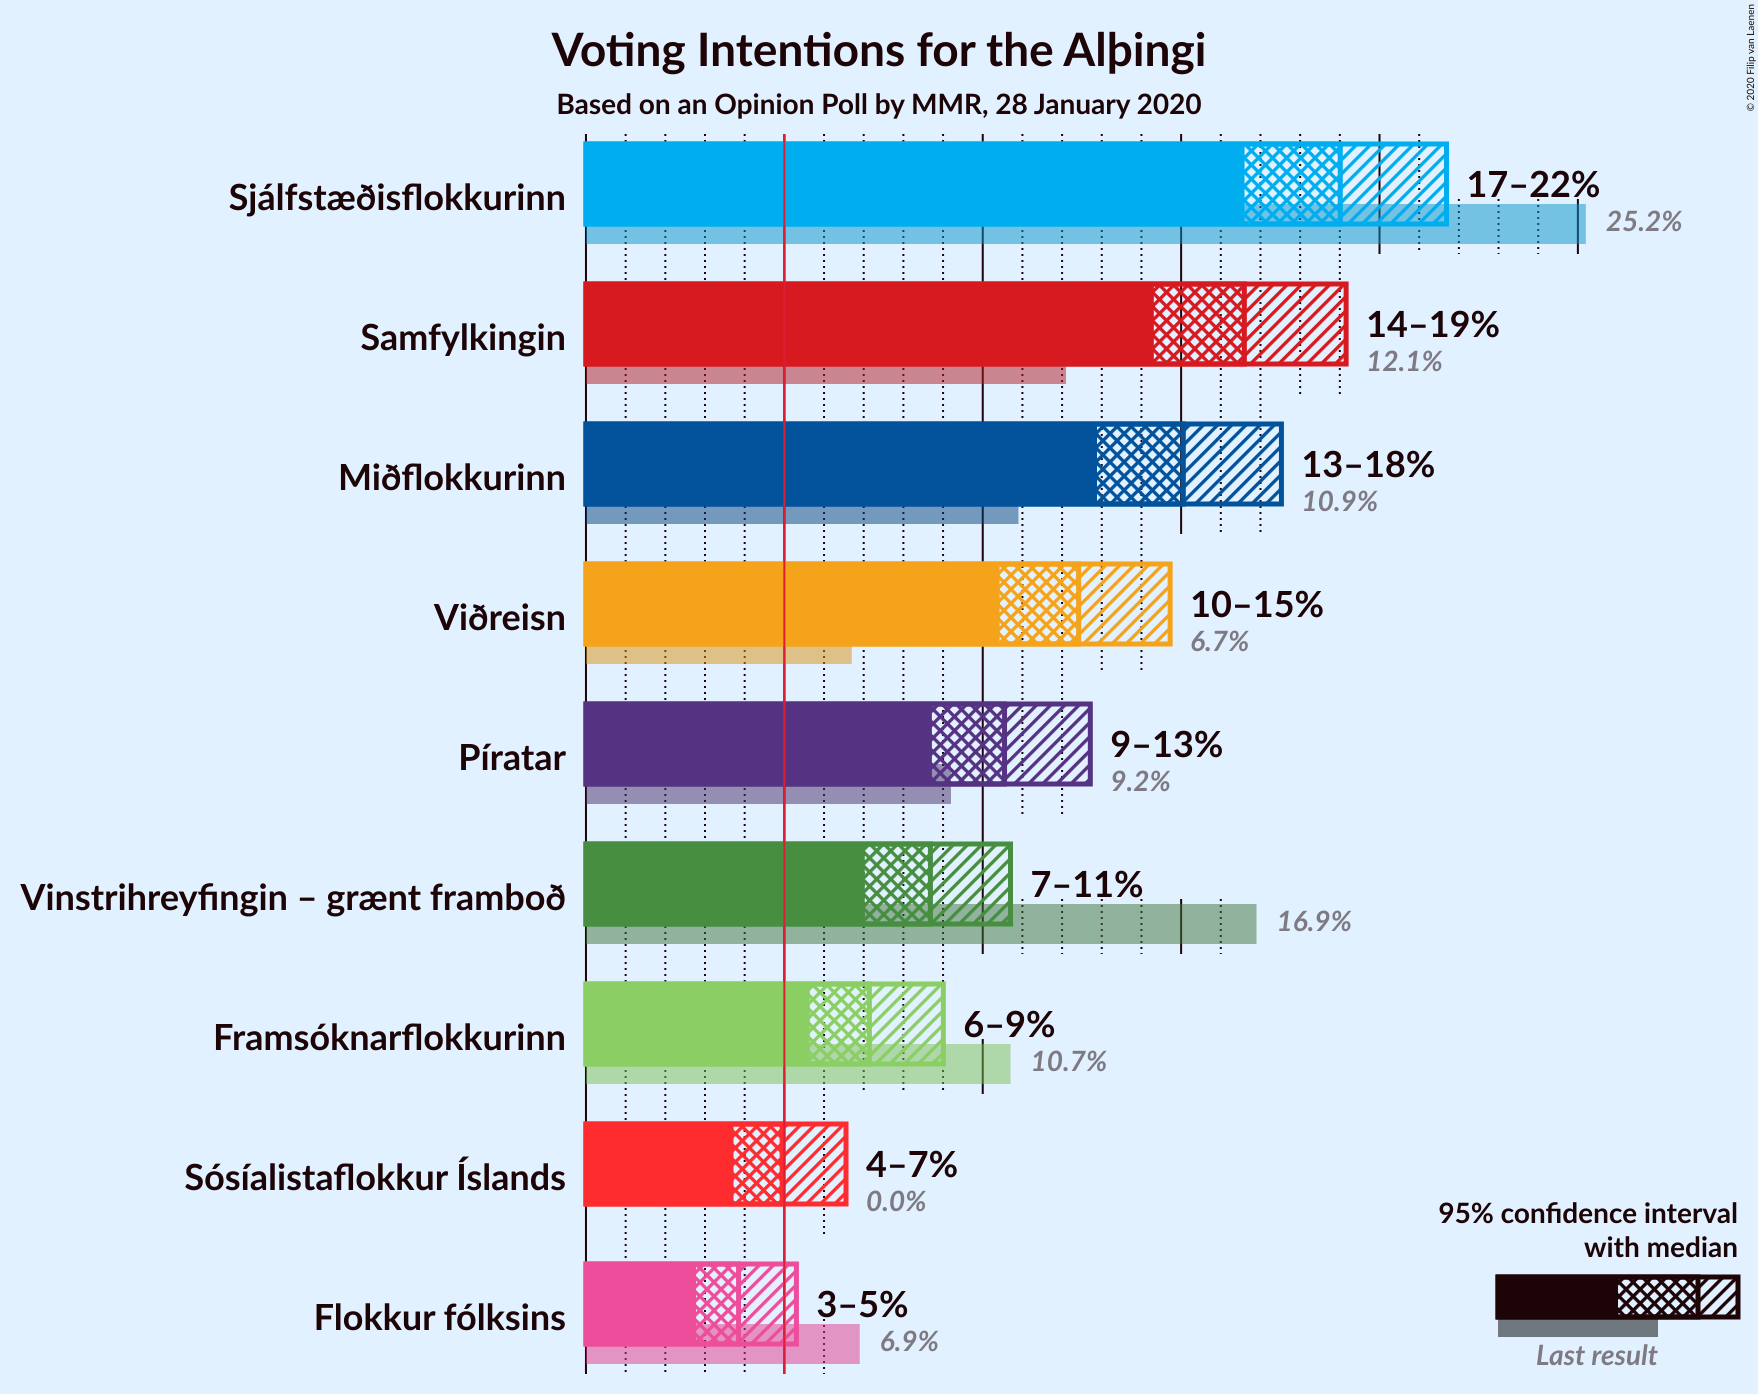 Voting Intentions for the Alþingi
Based on an Opinion Poll by MMR, 28 January 2020
© 2020 Filip van Laenen
Sjálfstæðisflokkurinn
17–22%
25.2%
Samfylkingin
14–19%
12.1%
Miðflokkurinn
13–18%
10.9%
Viðreisn
10–15%
6.7%
Píratar
9–13%
9.2%
Vinstrihreyfingin – grænt framboð
7–11%
16.9%
Framsóknarflokkurinn
6–9%
10.7%
Sósíalistaflokkur Íslands
4–7%
0.0%
Flokkur fólksins
3–5%
6.9%
95% confidence interval
with median
Last result